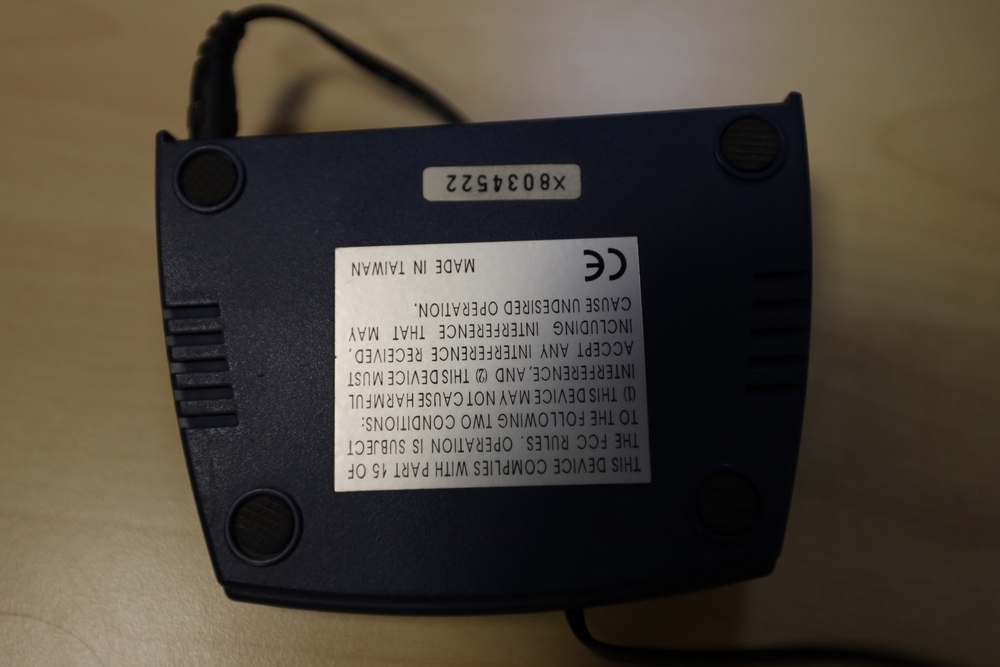 THIS DEVICE COMPLIES WITH PART 15 OF
THE FCC RULES. OPERATION IS SUBJECT
TO THE FOLLOWING TWO CONDITIONS:
(1) THIS DEVICE MAY NOT CAUSE HARMFUL
INTERFERENCE, AND (2) THIS DEVICE MUST
ACCEPT ANY INTERFERENCE RECEIVED,
INCLUDING INTERFERENCE THAT MAY
CAUSE UNDESIRED OPERATION.
CE MADE IN TAIWAN
X8034522